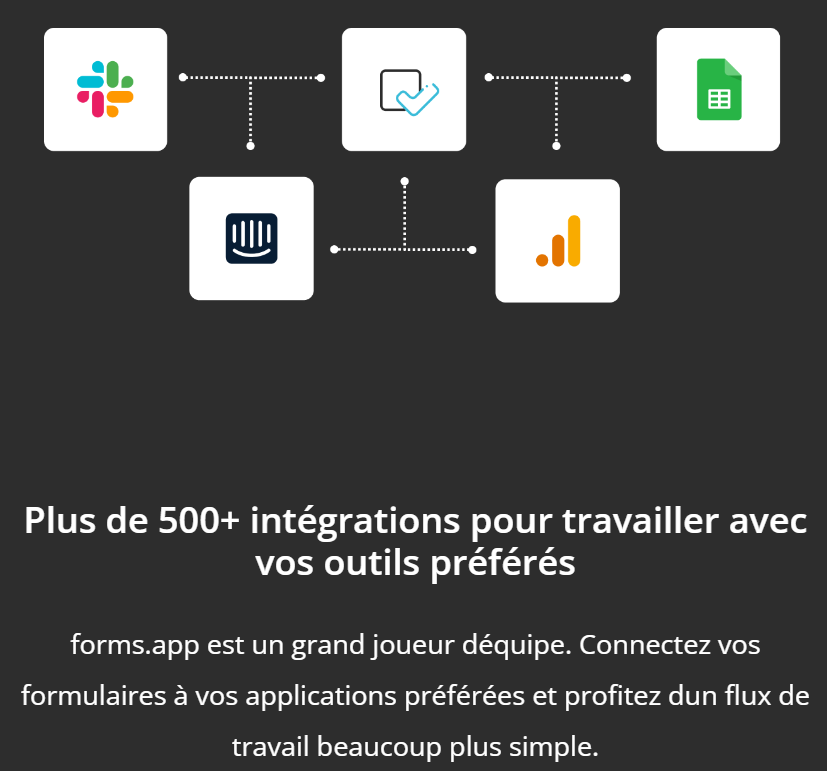 Plus de 500+ intégrations pour travailler avec
vos outils préférés
forms.app est un grand joueur déquipe. Connectez vos
formulaires à vos applications préférées et profitez dun flux de
travail beaucoup plus simple.